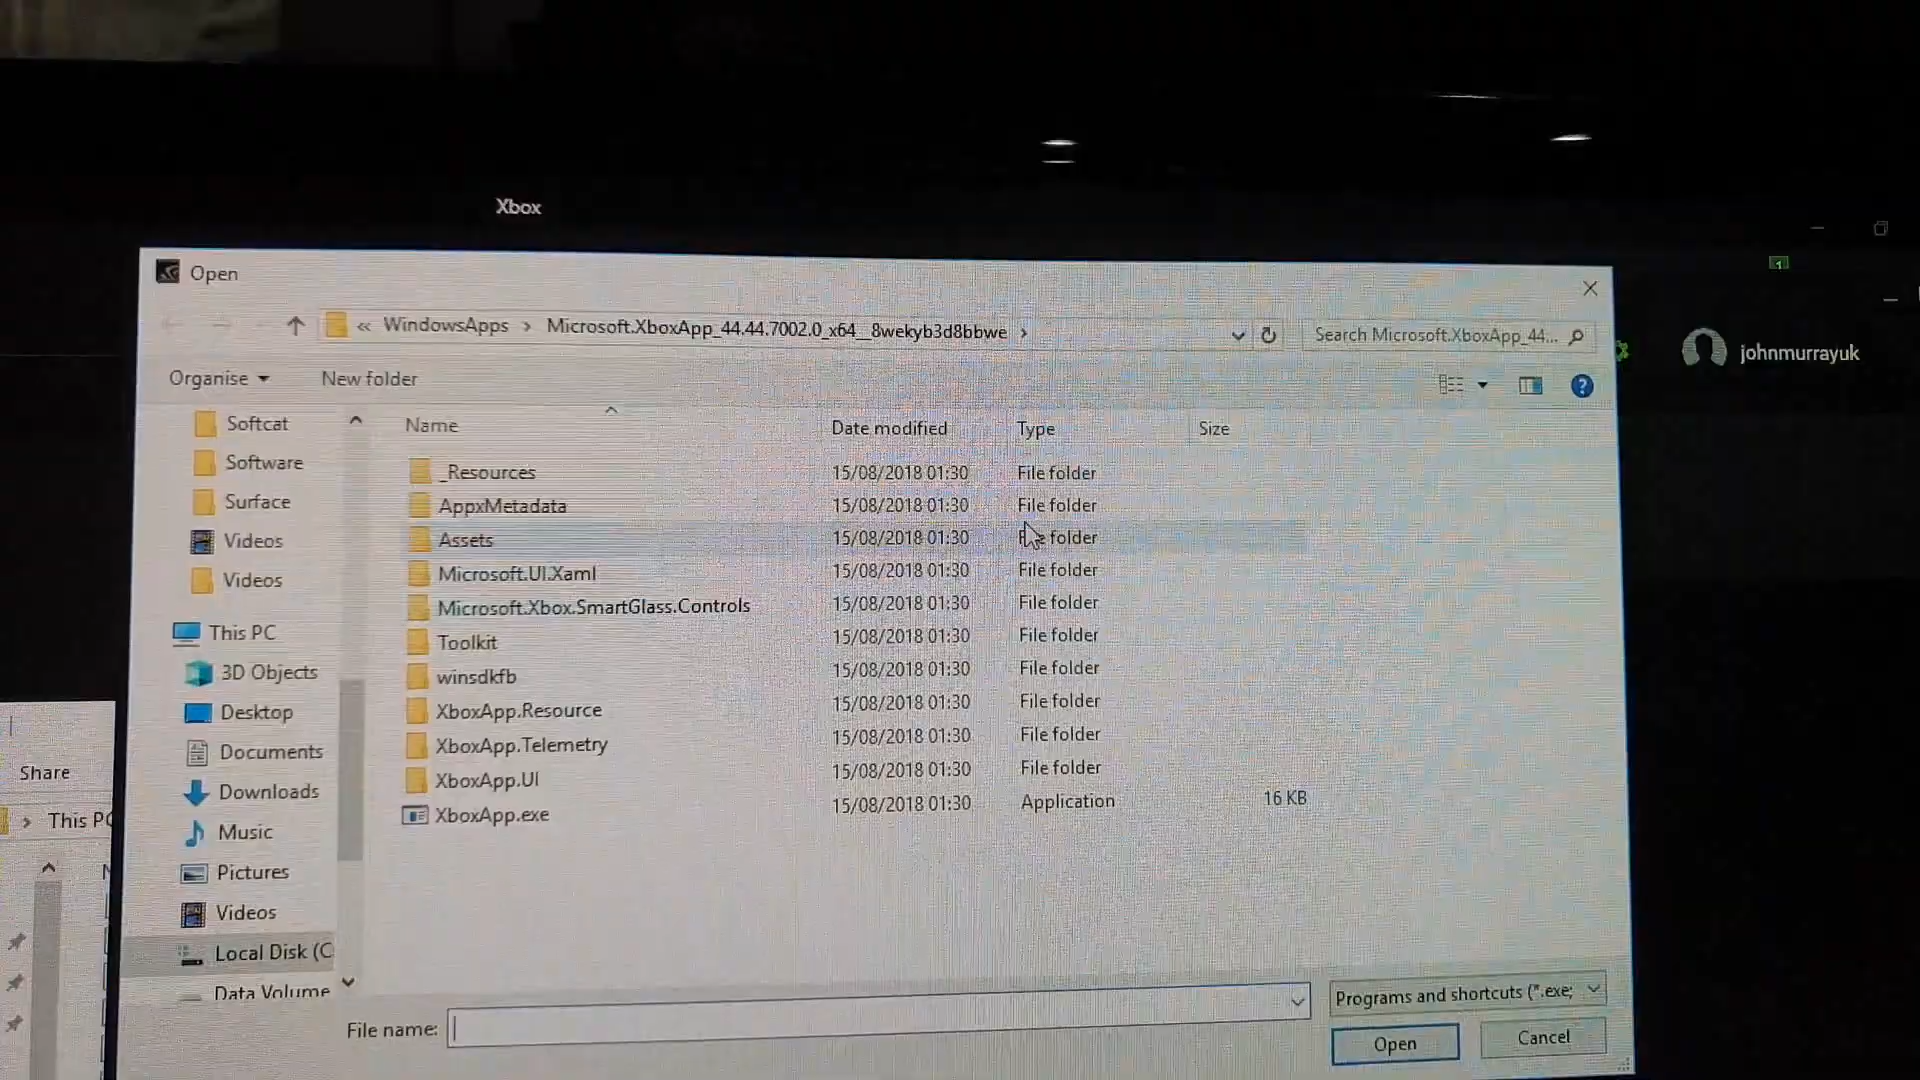 Xbox
Open
« WindowsApps > Microsoft.XboxApp_44.44.7002.0_x64__8wekyb3d8bbwe >
Search Microsoft.XboxApp_44...
1
johnmurrayuk
Organise
New folder
Name
Date modified
Type
Size
_Resources 15/08/2018 01:30 File folder
AppxMetadata 15/08/2018 01:30 File folder
Assets 15/08/2018 01:30 File folder
Microsoft.UI.Xaml 15/08/2018 01:30 File folder
Microsoft.Xbox.SmartGlass.Controls 15/08/2018 01:30 File folder
Toolkit 15/08/2018 01:30 File folder
winsdkfb 15/08/2018 01:30 File folder
XboxApp.Resource 15/08/2018 01:30 File folder
XboxApp.Telemetry 15/08/2018 01:30 File folder
XboxApp.UI 15/08/2018 01:30 File folder
XboxApp.exe 15/08/2018 01:30 Application 16 KB
Softcat
Software
Surface
Videos
Videos
This PC
3D Objects
Desktop
Documents
Downloads
Music
Pictures
Videos
Local Disk (C
Data Volume
Share
> This PC
File name:
Programs and shortcuts (*.exe;
Open
Cancel